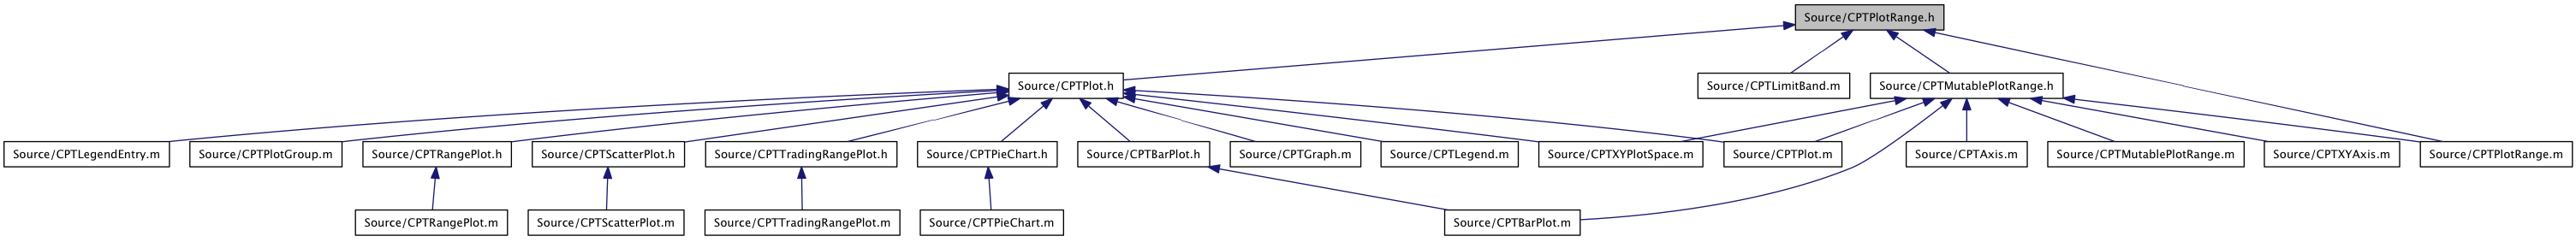 Source/CPTPlotRange.h
Source/CPTPlot.h
Source/CPTLimitBand.m
Source/CPTMutablePlotRange.h
Source/CPTLegendEntry.m
Source/CPTPlotGroup.m
Source/CPTRangePlot.h
Source/CPTScatterPlot.h
Source/CPTTradingRangePlot.h
Source/CPTPieChart.h
Source/CPTBarPlot.h
Source/CPTGraph.m
Source/CPTLegend.m
Source/CPTXYPlotSpace.m
Source/CPTPlot.m
Source/CPTAxis.m
Source/CPTMutablePlotRange.m
Source/CPTXYAxis.m
Source/CPTPlotRange.m
Source/CPTRangePlot.m
Source/CPTScatterPlot.m
Source/CPTTradingRangePlot.m
Source/CPTPieChart.m
Source/CPTBarPlot.m